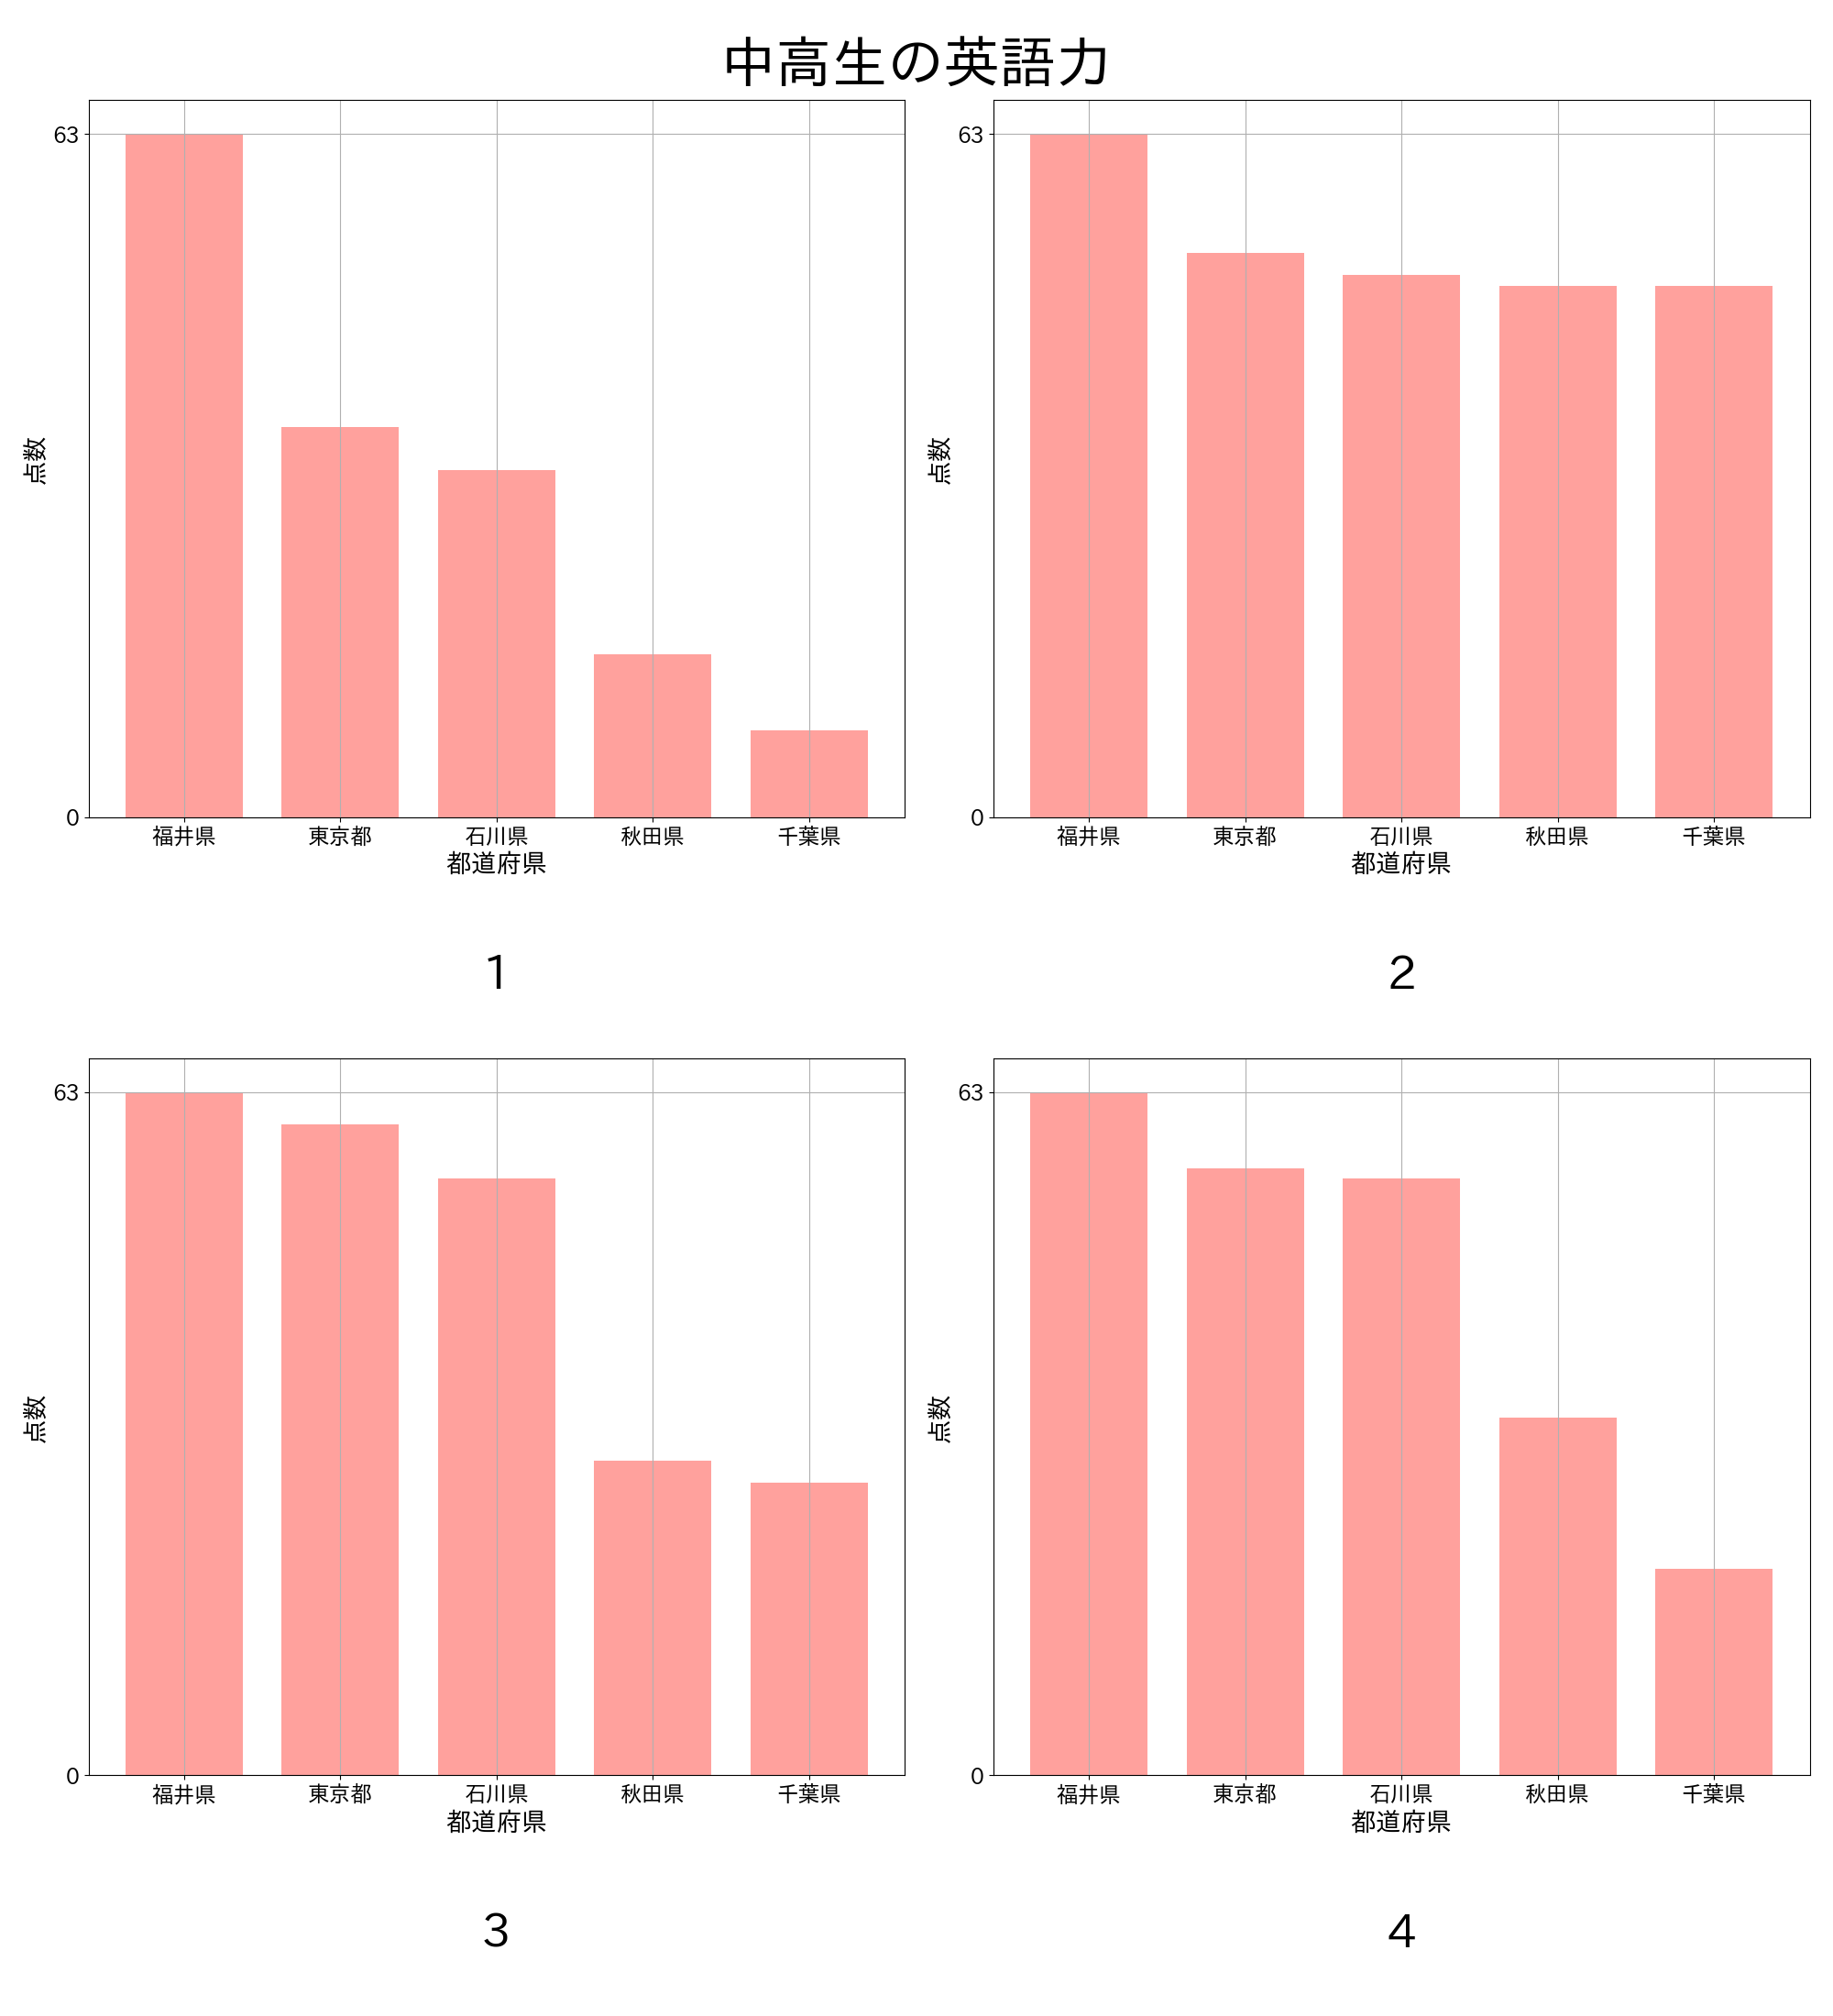 中高生の英語力
63
点数
0
福井県 東京都 石川県 秋田県 千葉県
都道府県
1
63
点数
0
福井県 東京都 石川県 秋田県 千葉県
都道府県
2
63
点数
0
福井県 東京都 石川県 秋田県 千葉県
都道府県
3
63
点数
0
福井県 東京都 石川県 秋田県 千葉県
都道府県
4